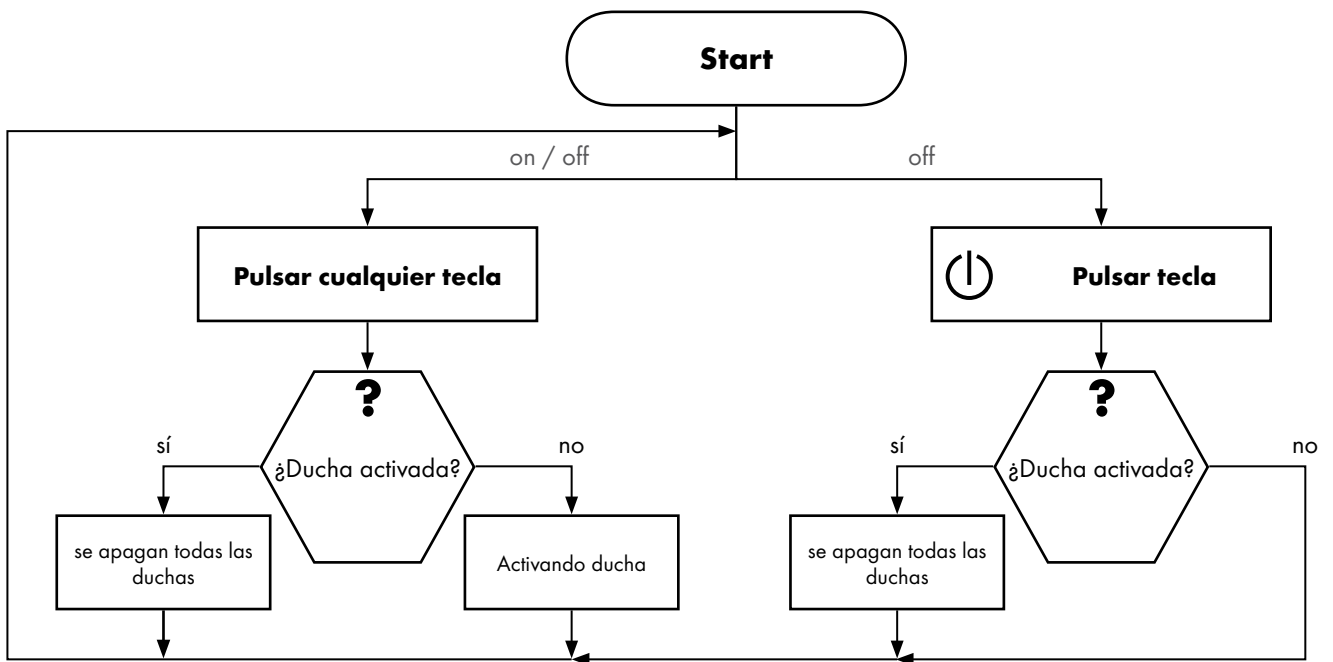 Start
on / off
off
Pulsar cualquier tecla
Pulsar tecla
?
?
sí
no
sí
no
¿Ducha activada?
¿Ducha activada?
se apagan todas las
duchas
Activando ducha
se apagan todas las
duchas